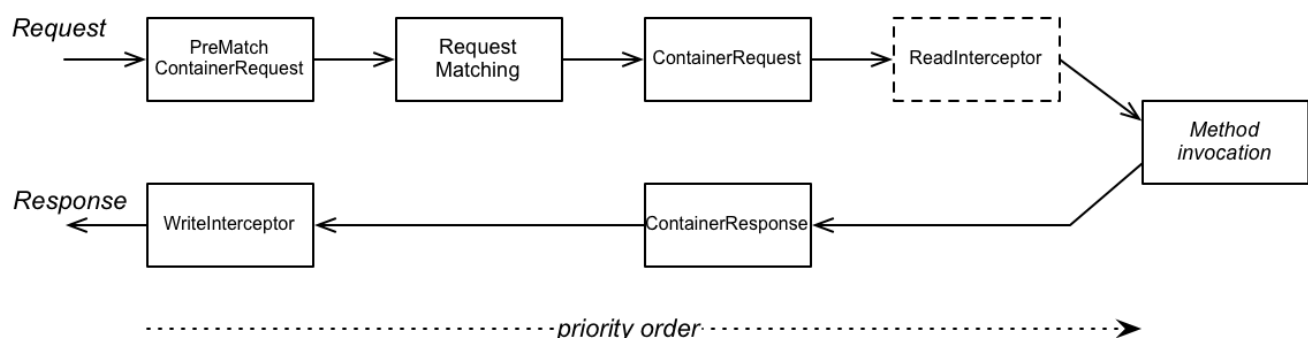 Request
PreMatch
ContainerRequest
Request
Matching
ContainerRequest
ReadInterceptor
Method
invocation
Response
WriteInterceptor
ContainerResponse
priority order